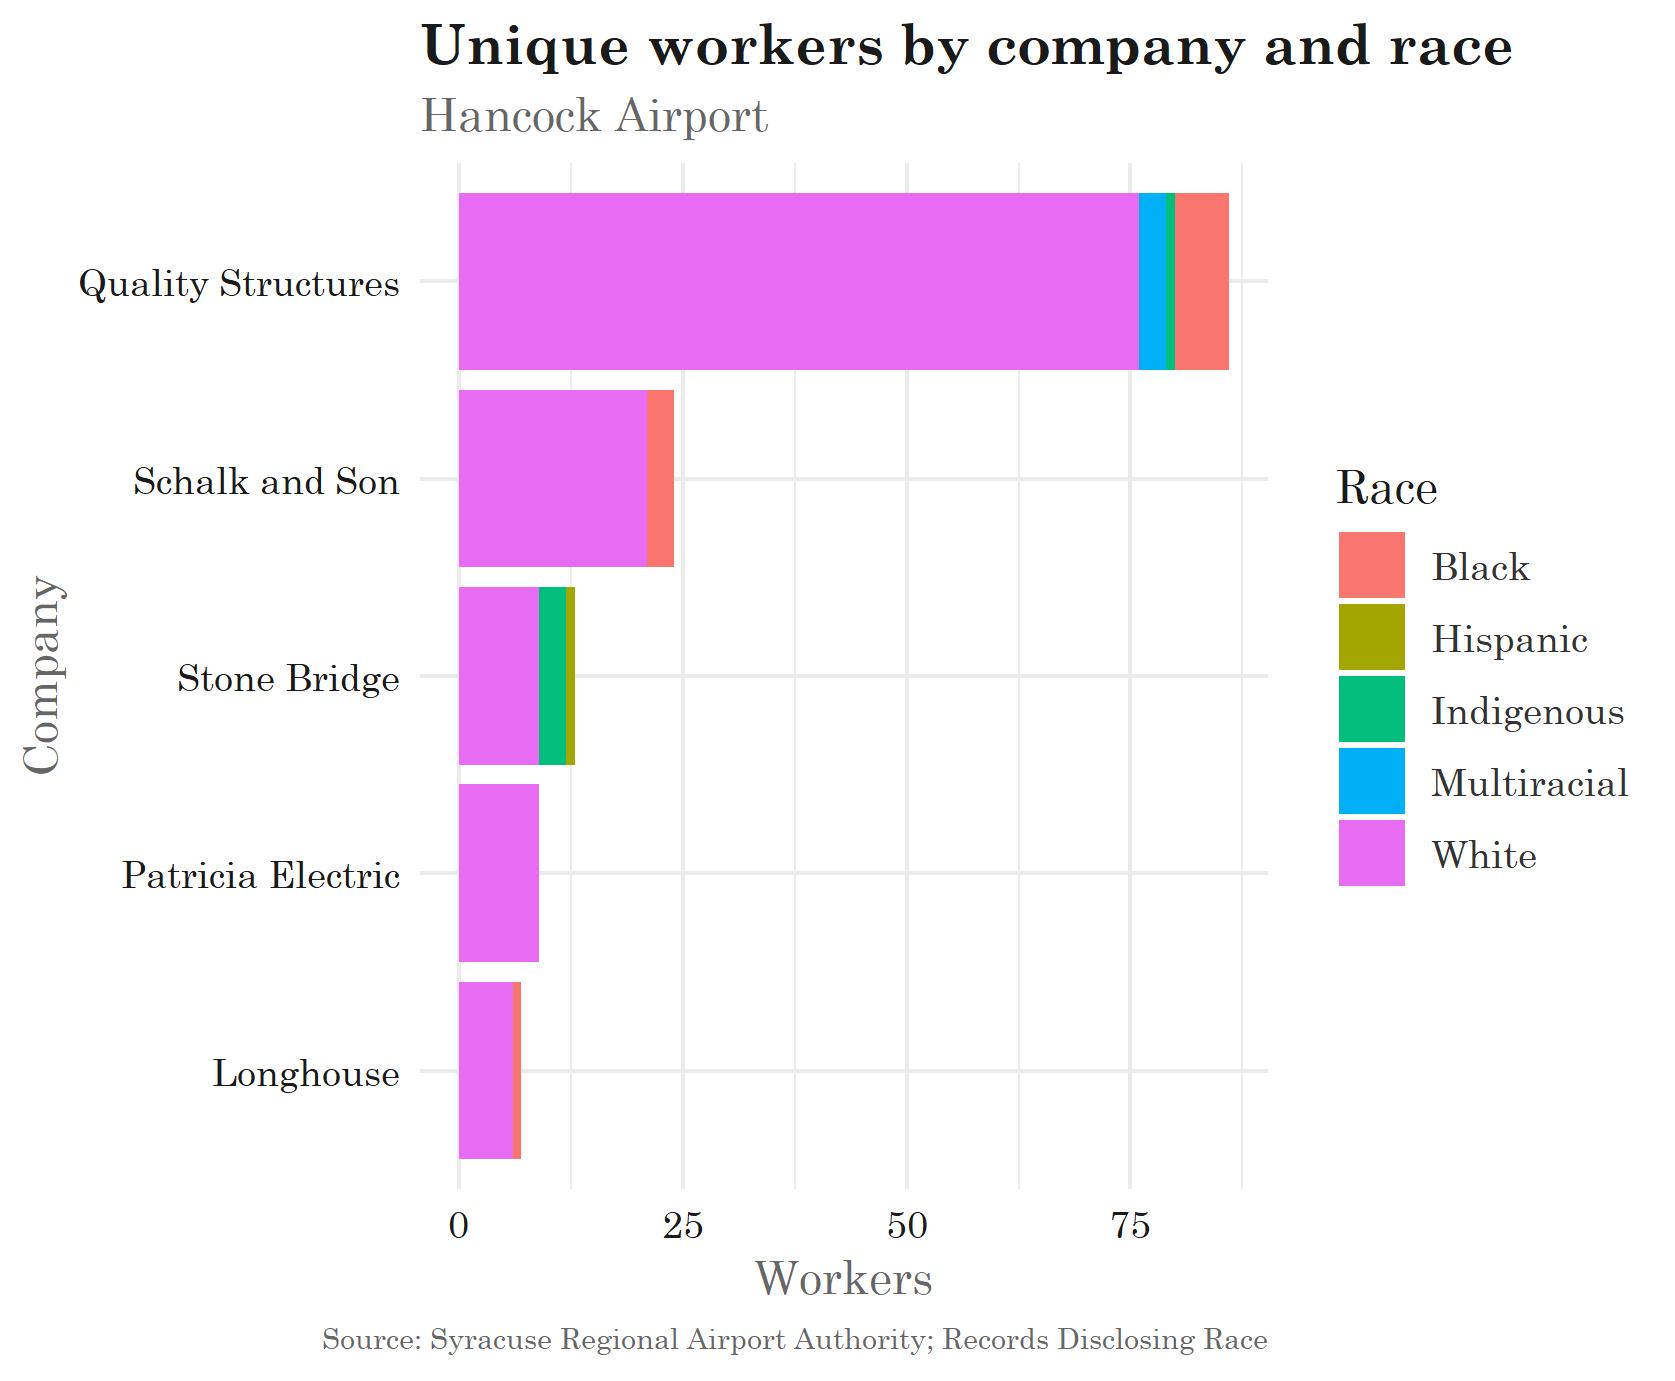 Unique workers by company and race
Hancock Airport
Company
Quality Structures
Schalk and Son
Stone Bridge
Patricia Electric
Longhouse
0 25 50 75
Workers
Race
Black
Hispanic
Indigenous
Multiracial
White
Source: Syracuse Regional Airport Authority; Records Disclosing Race